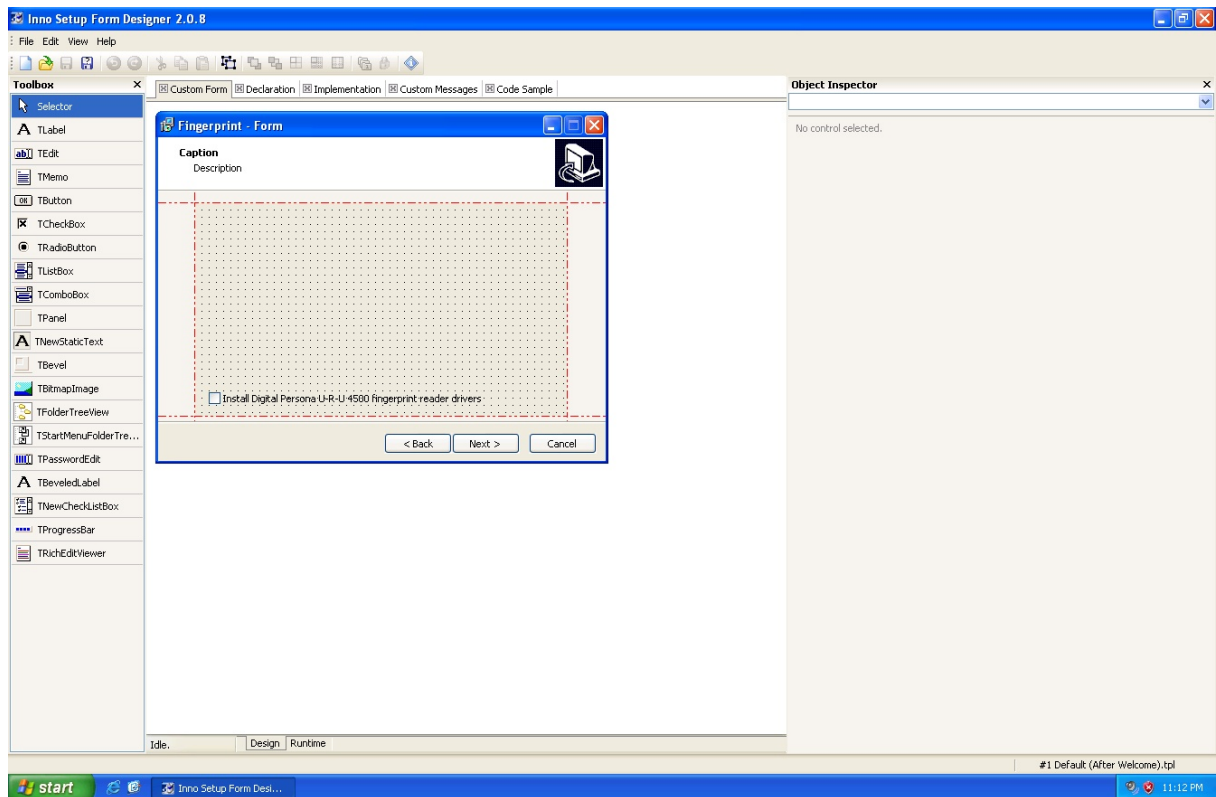 Inno Setup Form Designer 2.0.8
File Edit View Help
Toolbox
Selector
A TLabel
ab TEdit
TMemo
OK TButton
TCheckBox
TRadioButton
TListBox
TComboBox
TPanel
A TNewStaticText
TBevel
TBitmapImage
TFolderTreeView
TStartMenuFolderTre...
TPasswordEdit
A TBeveledLabel
TNewCheckListBox
TProgressBar
TRichEditViewer
Custom Form Declaration Implementation Custom Messages Code Sample
Fingerprint - Form
Caption
Description
Install Digital Persona U-R-U 4500 fingerprint reader drivers
< Back Next > Cancel
Idle. Design Runtime
Object Inspector
No control selected.
#1 Default (After Welcome).tpl
start Inno Setup Form Desi... 11:12 PM